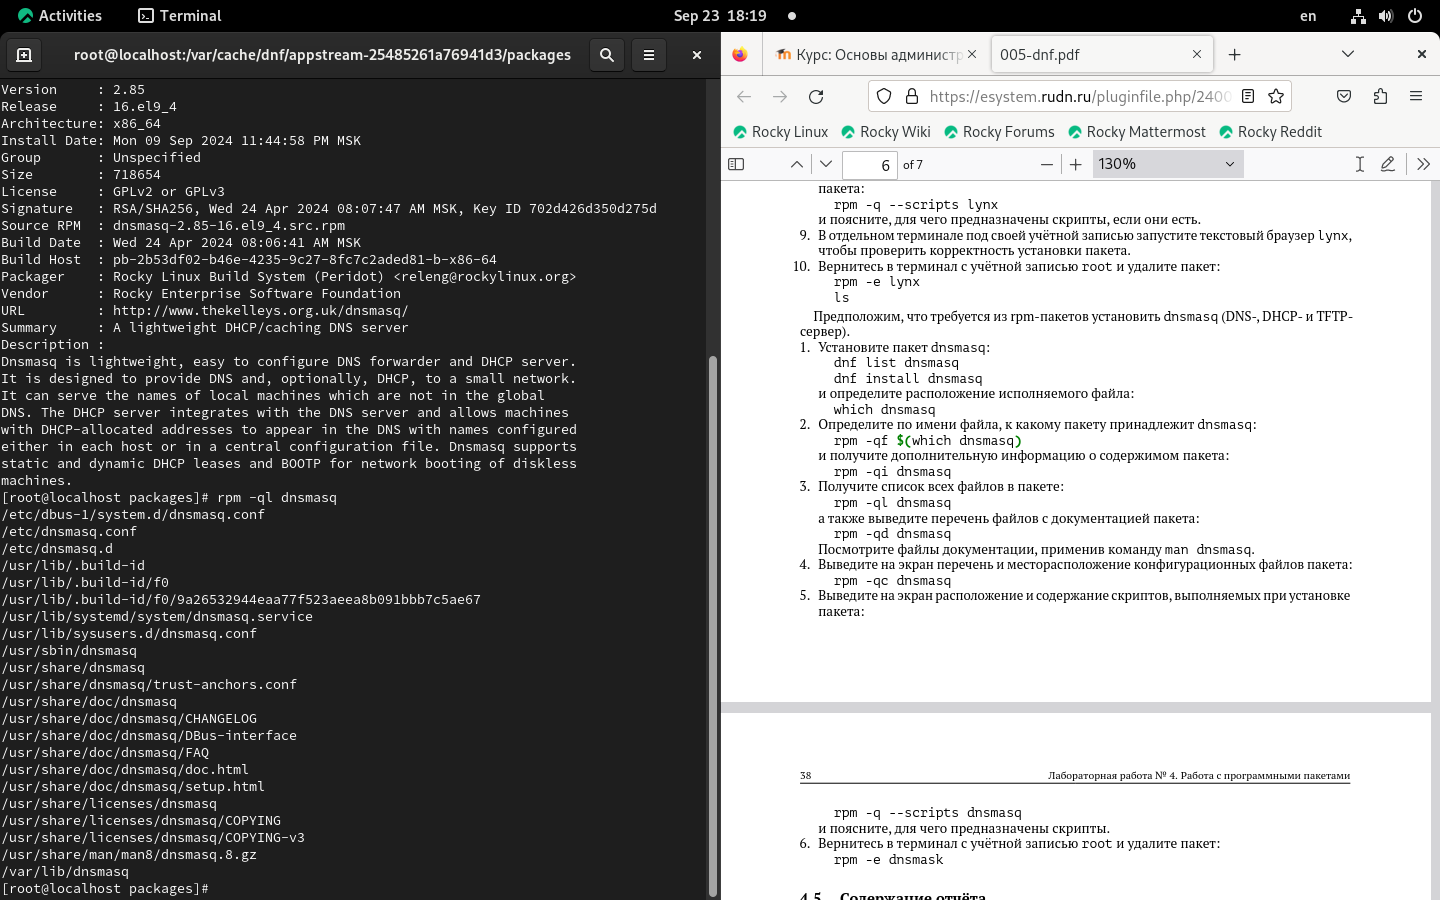 Activities
Terminal
Sep 23 18:19
en
root@localhost:/var/cache/dnf/appstream-25485261a76941d3/packages
Version     : 2.85
Release     : 16.el9_4
Architecture: x86_64
Install Date: Mon 09 Sep 2024 11:44:58 PM MSK
Group       : Unspecified
Size        : 718654
License     : GPLv2 or GPLv3
Signature   : RSA/SHA256, Wed 24 Apr 2024 08:07:47 AM MSK, Key ID 702d426d350d275d
Source RPM  : dnsmasq-2.85-16.el9_4.src.rpm
Build Date  : Wed 24 Apr 2024 08:06:41 AM MSK
Build Host  : pb-2b53df02-b46e-4235-9c27-8fc7c2aded81-b-x86-64
Packager    : Rocky Linux Build System (Peridot) <releng@rockylinux.org>
Vendor      : Rocky Enterprise Software Foundation
URL         : http://www.thekelleys.org.uk/dnsmasq/
Summary     : A lightweight DHCP/caching DNS server
Description :
Dnsmasq is lightweight, easy to configure DNS forwarder and DHCP server.
It is designed to provide DNS and, optionally, DHCP, to a small network.
It can serve the names of local machines which are not in the global
DNS. The DHCP server integrates with the DNS server and allows machines
with DHCP-allocated addresses to appear in the DNS with names configured
either in each host or in a central configuration file. Dnsmasq supports
static and dynamic DHCP leases and BOOTP for network booting of diskless
machines.
[root@localhost packages]# rpm -ql dnsmasq
/etc/dbus-1/system.d/dnsmasq.conf
/etc/dnsmasq.conf
/etc/dnsmasq.d
/usr/lib/.build-id
/usr/lib/.build-id/f0
/usr/lib/.build-id/f0/9a26532944eaa77f523aeea8b091bbb7c5ae67
/usr/lib/systemd/system/dnsmasq.service
/usr/lib/sysusers.d/dnsmasq.conf
/usr/sbin/dnsmasq
/usr/share/dnsmasq
/usr/share/dnsmasq/trust-anchors.conf
/usr/share/doc/dnsmasq
/usr/share/doc/dnsmasq/CHANGELOG
/usr/share/doc/dnsmasq/DBus-interface
/usr/share/doc/dnsmasq/FAQ
/usr/share/doc/dnsmasq/doc.html
/usr/share/doc/dnsmasq/setup.html
/usr/share/licenses/dnsmasq
/usr/share/licenses/dnsmasq/COPYING
/usr/share/licenses/dnsmasq/COPYING-v3
/usr/share/man/man8/dnsmasq.8.gz
/var/lib/dnsmasq
[root@localhost packages]#
Курс: Основы администр
005-dnf.pdf
https://esystem.rudn.ru/pluginfile.php/2400
Rocky Linux
Rocky Wiki
Rocky Forums
Rocky Mattermost
Rocky Reddit
6 of 7
130%
пакета:
rpm -q --scripts lynx
и поясните, для чего предназначены скрипты, если они есть.
9. В отдельном терминале под своей учётной записью запустите текстовый браузер lynx,
чтобы проверить корректность установки пакета.
10. Вернитесь в терминал с учётной записью root и удалите пакет:
rpm -e lynx
ls
Предположим, что требуется из rpm-пакетов установить dnsmasq (DNS-, DHCP- и TFTP-
сервер).
1. Установите пакет dnsmasq:
dnf list dnsmasq
dnf install dnsmasq
и определите расположение исполняемого файла:
which dnsmasq
2. Определите по имени файла, к какому пакету принадлежит dnsmasq:
rpm -qf $(which dnsmasq)
и получите дополнительную информацию о содержимом пакета:
rpm -qi dnsmasq
3. Получите список всех файлов в пакете:
rpm -ql dnsmasq
а также выведите перечень файлов с документацией пакета:
rpm -qd dnsmasq
Посмотрите файлы документации, применив команду man dnsmasq.
4. Выведите на экран перечень и месторасположение конфигурационных файлов пакета:
rpm -qc dnsmasq
5. Выведите на экран расположение и содержание скриптов, выполняемых при установке
пакета:
38
Лабораторная работа № 4. Работа с программными пакетами
rpm -q --scripts dnsmasq
и поясните, для чего предназначены скрипты.
6. Вернитесь в терминал с учётной записью root и удалите пакет:
rpm -e dnsmask
4.5. Содержание отчёта